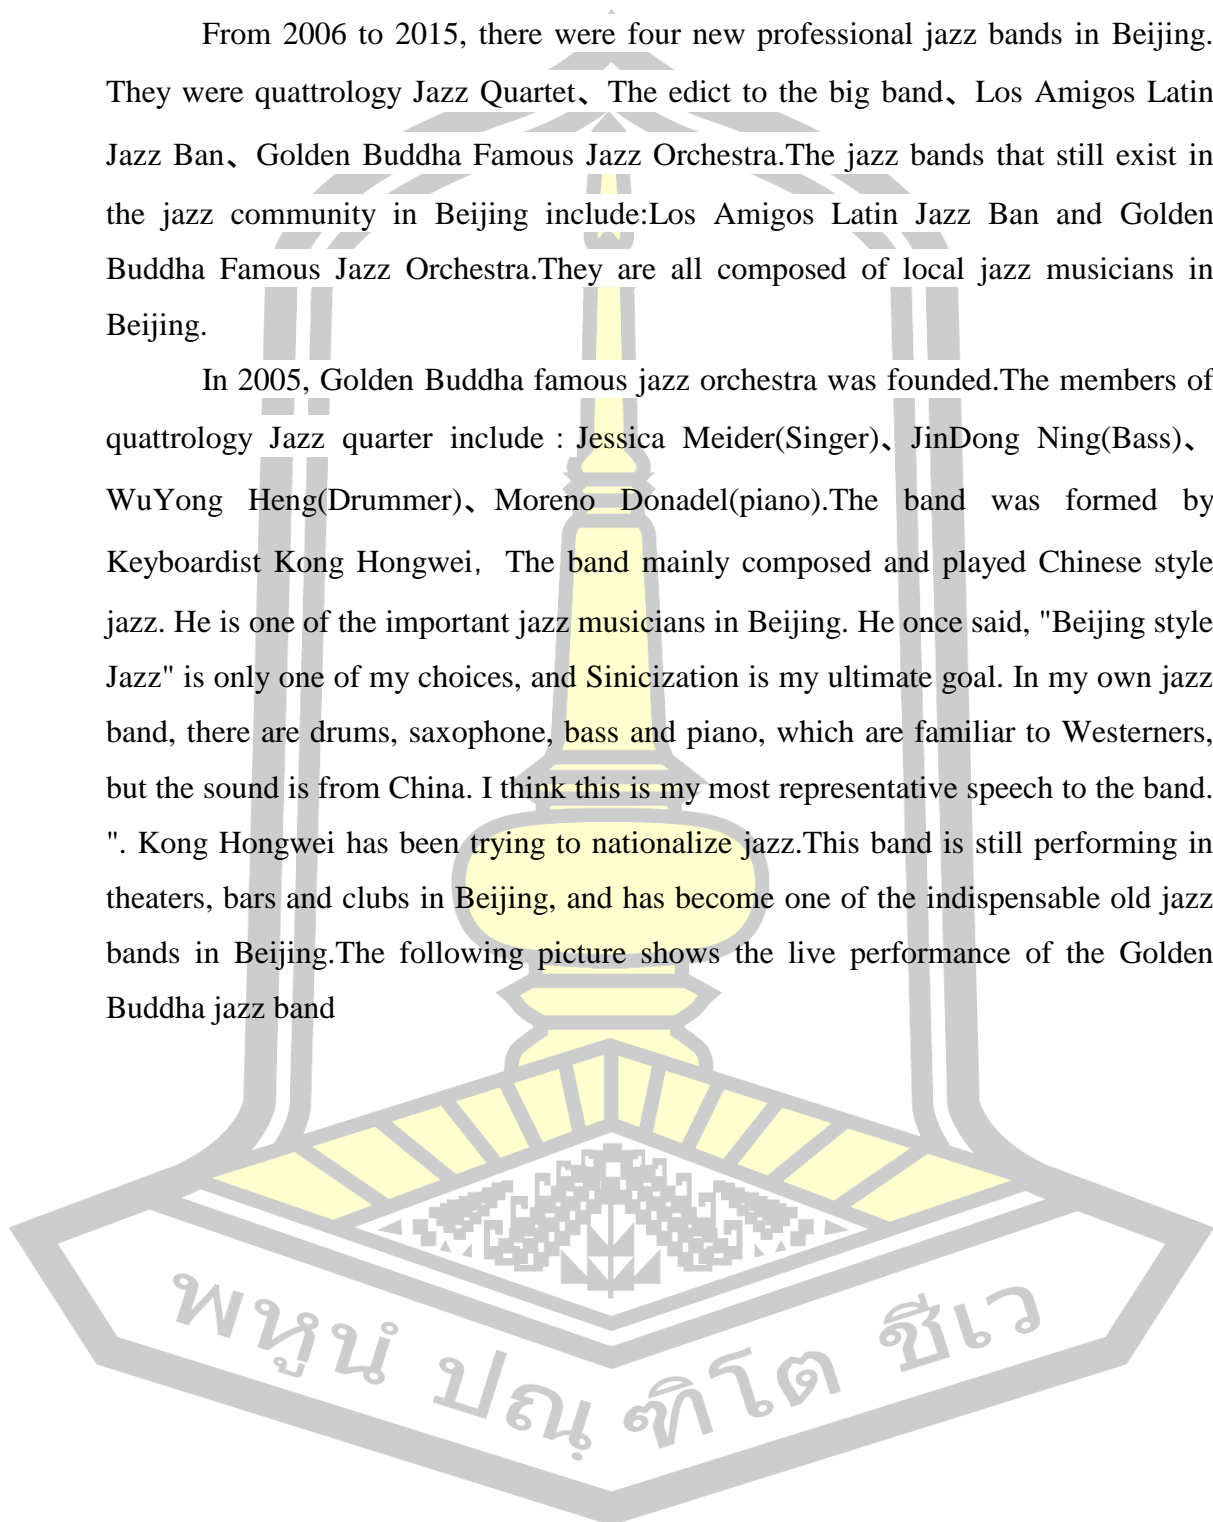 From 2006 to 2015, there were four new professional jazz bands in Beijing.
They were quattrology Jazz Quartet、The edict to the big band、Los Amigos Latin
Jazz Ban、Golden Buddha Famous Jazz Orchestra.The jazz bands that still exist in
the jazz community in Beijing include:Los Amigos Latin Jazz Ban and Golden
Buddha Famous Jazz Orchestra.They are all composed of local jazz musicians in
Beijing.
In 2005, Golden Buddha famous jazz orchestra was founded.The members of
quattrology Jazz quarter include：Jessica Meider(Singer)、JinDong Ning(Bass)、
WuYong Heng(Drummer)、Moreno Donadel(piano).The band was formed by
Keyboardist Kong Hongwei，The band mainly composed and played Chinese style
jazz. He is one of the important jazz musicians in Beijing. He once said, "Beijing style
Jazz" is only one of my choices, and Sinicization is my ultimate goal. In my own jazz
band, there are drums, saxophone, bass and piano, which are familiar to Westerners,
but the sound is from China. I think this is my most representative speech to the band.
". Kong Hongwei has been trying to nationalize jazz.This band is still performing in
theaters, bars and clubs in Beijing, and has become one of the indispensable old jazz
bands in Beijing.The following picture shows the live performance of the Golden
Buddha jazz band
พหูนํ ปณฺฑิโต ชีเว